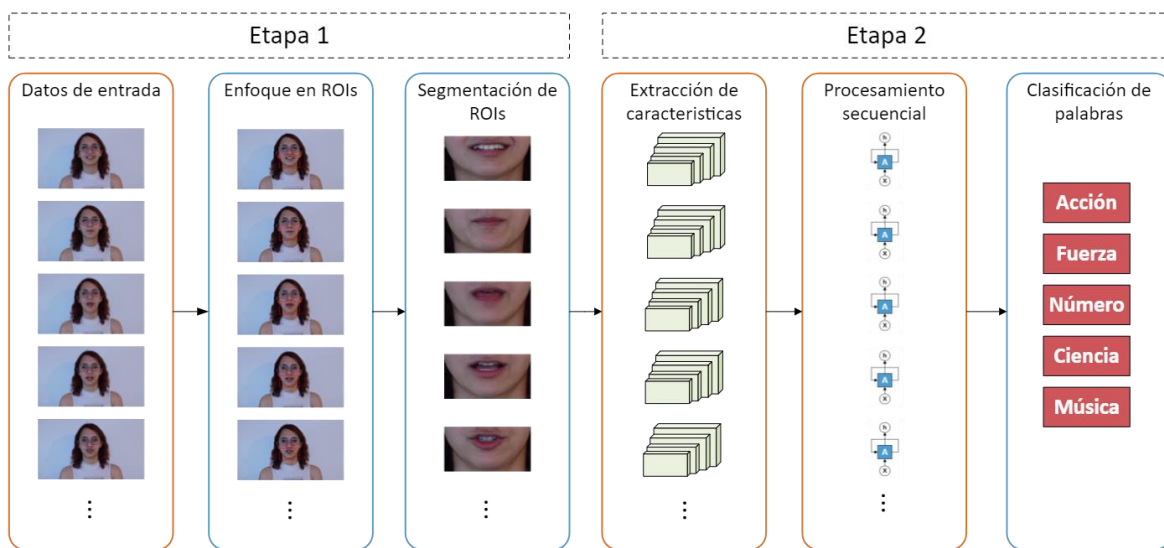 Etapa 1
Etapa 2
Datos de entrada
Enfoque en ROIs
Segmentación de
ROIs
Extracción de
caracteristicas
Procesamiento
secuencial
Clasificación de
palabras
h
A
X
h
A
X
h
A
X
h
A
X
h
A
X
Acción
Fuerza
Número
Ciencia
Música